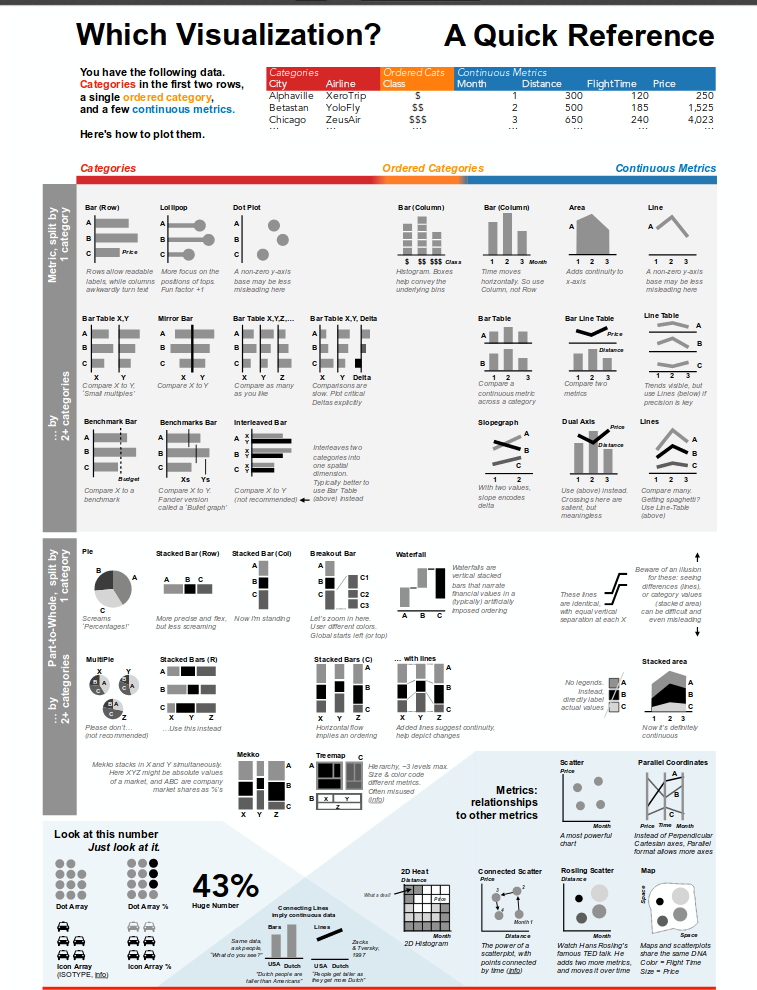 Which Visualization? A Quick Reference
You have the following data.
Categories in the first two rows,
a single ordered category,
and a few continuous metrics.
Here's how to plot them.
Categories Ordered Cats Continuous Metrics
City Airline Class Month Distance FlightTime Price
Alphaville XeroTrip $ 1 300 120 250
Betastan YoloFly $$ 2 500 185 1,525
Chicago ZeusAir $$$ 3 650 240 4,023
... ... ... ... ... ... ...
Categories Ordered Categories Continuous Metrics
Metric, split by
1 category
Bar (Row)
A
B
C Price
Rows allow readable
labels, while columns
awkwardly turn text
Lollipop
A
B
C
More focus on the
positions of tops.
Fun factor +1
Dot Plot
A
B
C
A non-zero y-axis
base may be less
misleading here
Bar (Column)
$ $$ $$$ Class
Histogram. Boxes
help convey the
underlying bins
Bar (Column)
1 2 3 Month
Time moves
horizontally. So use
Column, not Row
Area
A
1 2 3
Adds continuity to
x-axis
Line
A
1 2 3
A non-zero y-axis
base may be less
misleading here
... by
2+ categories
Bar Table X,Y
A
B
C
X Y
Compare X to Y,
'Small multiples'
Mirror Bar
A
B
C
X Y
Compare X to Y
Bar Table X,Y,Z,...
A
B
C
X Y Z
Compare as many
as you like
Bar Table X,Y, Delta
A
B
C
X Y Delta
Comparisons are
slow. Plot critical
Deltas explicitly
Bar Table
A
B
1 2 3
Compare a
continuous metric
across a category
Bar Line Table
Price
Distance
1 2 3
Compare two
metrics
Line Table
A
B
C
1 2 3
Trends visible, but
use Lines (below) if
precision is key
Benchmark Bar
A
B
C
Budget
Compare X to a
benchmark
Benchmarks Bar
A
B
C
Xs Ys
Compare X to Y.
Fancier version
called a 'Bullet graph'
Interleaved Bar
A X
Y
B X
Y
C X
Y
Compare X to Y
(not recommended)
Interleaves two
categories into
one spatial
dimension.
Typically better to
use Bar Table
(above) instead
Slopegraph
A
B
C
1 2
With two values,
slope encodes
delta
Dual Axis
Price
Distance
1 2 3
Use (above) instead.
Crossing here are
salient, but
meaningless
Lines
A
B
C
1 2 3
Compare many.
Getting spaghetti?
Use Line-Table
(above)
Part-to-Whole, split by
1 category
Pie
B
A
C
Screams
'Percentages!'
Stacked Bar (Row)
A B C
More precise and flex,
but less screaming
Stacked Bar (Col)
A
B
C
Now I'm standing
Breakout Bar
A
B
C
C1
C2
C3
Let's zoom in here.
User different colors.
Global starts left (or top)
Waterfall
A B C
Waterfalls are
vertical stacked
bars that narrate
financial values in a
(typically) artificially
imposed ordering
These lines
are identical,
with equal vertical
separation at each X
Beware of an illusion
for these: seeing
differences (lines),
or category values
(stacked area)
can be difficult and
even misleading
... by
2+ categories
MultiPie
X Y
B A
C
B A
C
B A
C
Z
Please don't...
(not recommended)
Stacked Bars (R)
A
B
C
X Y Z
...Use this instead
Stacked Bars (C)
A
B
C
X Y Z
Horizontal flow
implies an ordering
... with lines
A
B
C
X Y Z
Added lines suggest continuity,
help depict changes
No legends.
Instead,
directly label
actual values
A
B
C
Stacked area
A
B
C
1 2 3
Now it's definitely
continuous
Mekko stacks in X and Y simultaneously.
Here XYZ might be absolute values
of a market, and ABC are company
market shares as %'s
Mekko
A
B
C
X Y Z
Treemap
A C
B X Y
Z
Hierarchy, ~3 levels max.
Size & color code
different metrics.
Often misused
(info)
Metrics:
relationships
to other metrics
Scatter
Price
Month
A most powerful
chart
Parallel Coordinates
A
B
C
Price Time Month
Instead of Perpendicular
Cartesian axes, Parallel
format allows more axes
Look at this number
Just look at it.
Dot Array
Dot Array %
43%
Huge Number
Icon Array
(ISOTYPE, info)
Icon Array %
Connecting Lines
imply continuous data
Same data,
ask people,
"What do you see?"
Bars
USA Dutch
"Dutch people are
taller than Americans"
Lines
USA Dutch
"People get taller as
they get more Dutch"
Zacks
& Tversky,
1997
2D Heat
Distance
What a deal!
Price
Month
2D Histogram
Connected Scatter
Price
3 2
4 Month 1
Distance
The power of a
scatterplot, with
points connected
by time (info)
Rosling Scatter
Distance
Month
Watch Hans Rosling's
famous TED talk. He
adds two more metrics,
and moves it over time
Map
Space
Space
Maps and scatterplots
share the same DNA
Color = Flight Time
Size = Price